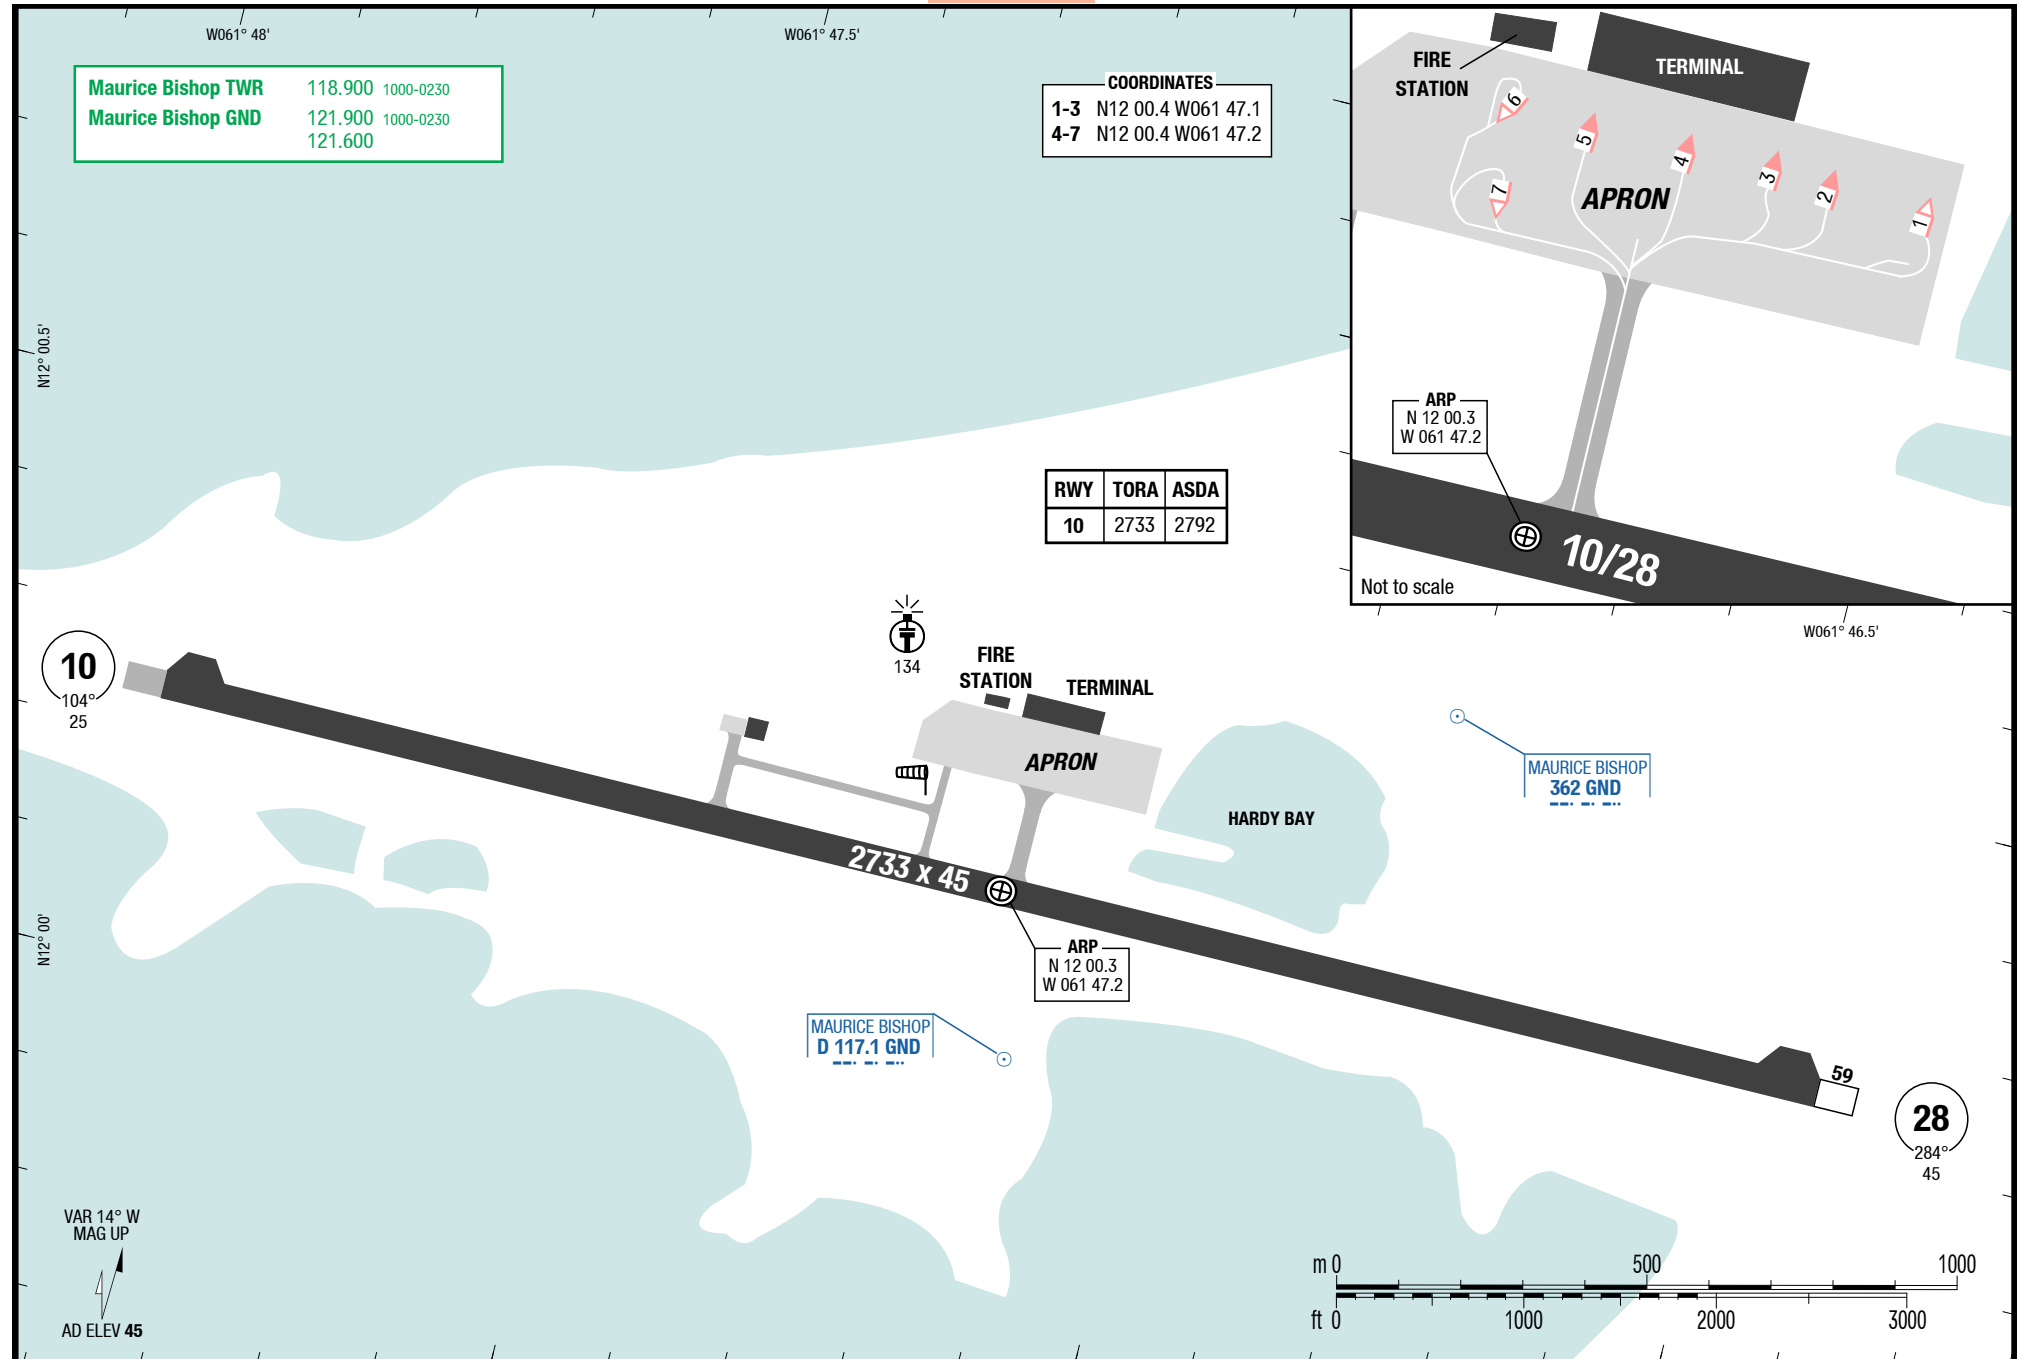 W061° 48'
W061° 47.5'
Maurice Bishop TWR 118.900 1000-0230
Maurice Bishop GND 121.900 1000-0230
121.600
COORDINATES
1-3 N12 00.4 W061 47.1
4-7 N12 00.4 W061 47.2
FIRE
STATION
TERMINAL
6
5
4
3
2
1
7
APRON
ARP
N 12 00.3
W 061 47.2
10/28
Not to scale
N12° 00.5'
RWY TORA ASDA
10 2733 2792
W061° 46.5'
10
104°
25
134
FIRE
STATION
TERMINAL
APRON
MAURICE BISHOP
362 GND
HARDY BAY
2733 x 45
ARP
N 12 00.3
W 061 47.2
N12° 00'
MAURICE BISHOP
D 117.1 GND
59
28
284°
45
VAR 14° W
MAG UP
AD ELEV 45
m 0 500 1000
ft 0 1000 2000 3000